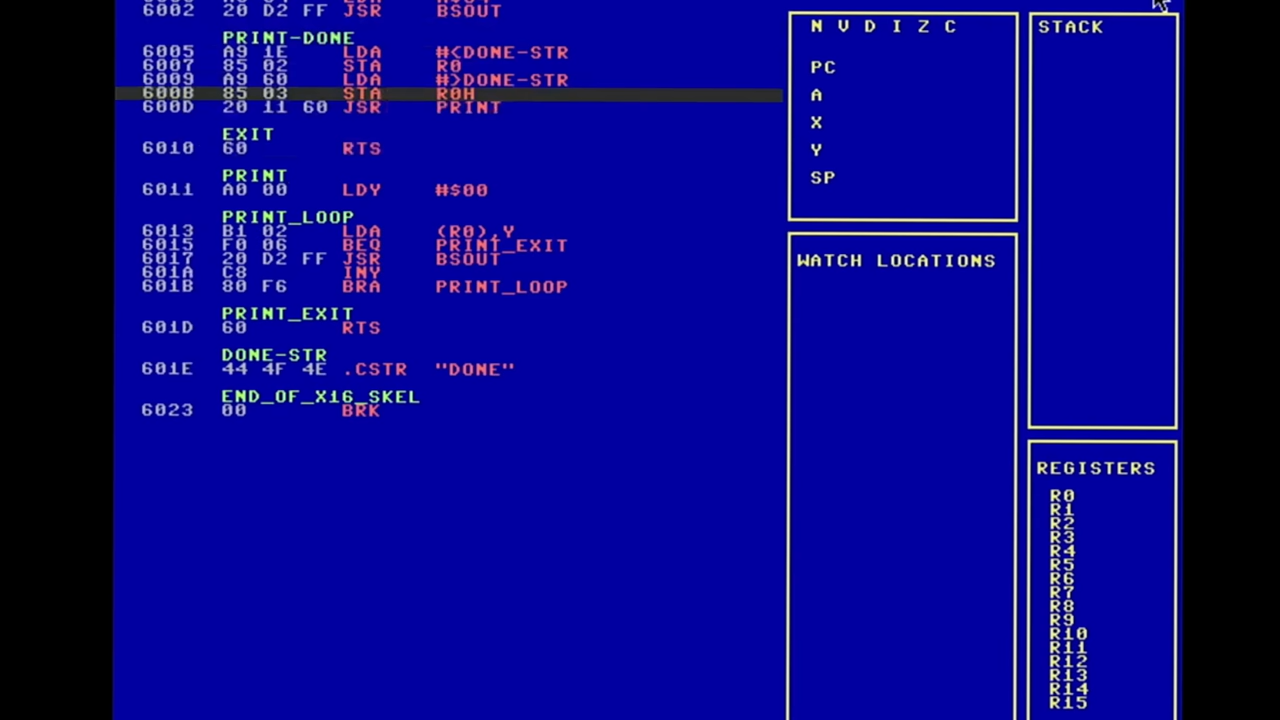 6002 20 D2 FF JSR BSOUT
PRINT-DONE
6005 A9 1E LDA #<DONE-STR
6007 85 02 STA R0
6009 A9 60 LDA #>DONE-STR
600B 85 03 STA R0H
600D 20 11 60 JSR PRINT
EXIT
6010 60 RTS
PRINT
6011 A0 00 LDY #$00
PRINT_LOOP
6013 B1 02 LDA (R0),Y
6015 F0 06 BEQ PRINT_EXIT
6017 20 D2 FF JSR BSOUT
601A C8 INY
601B 80 F6 BRA PRINT_LOOP
PRINT_EXIT
601D 60 RTS
DONE-STR
601E 44 4F 4E .CSTR "DONE"
END_OF_X16_SKEL
6023 00 BRK
N V D I Z C
PC
A
X
Y
SP
WATCH LOCATIONS
STACK
REGISTERS
R0
R1
R2
R3
R4
R5
R6
R7
R8
R9
R10
R11
R12
R13
R14
R15